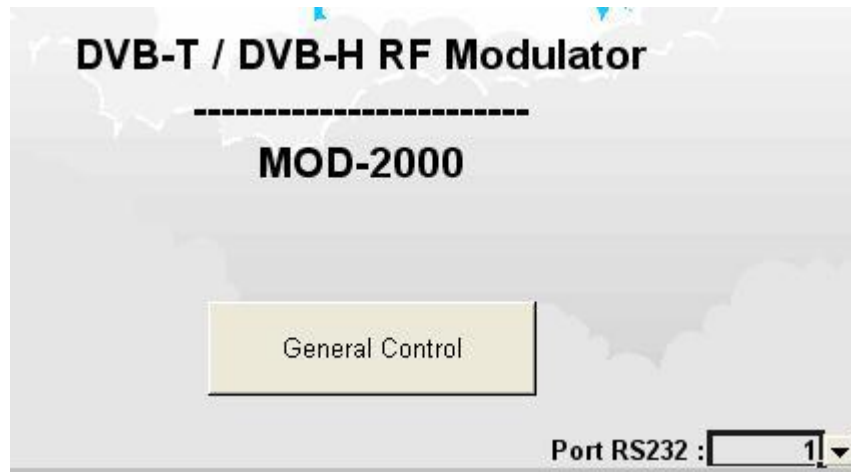 DVB-T / DVB-H RF Modulator
------------------------
MOD-2000
General Control
Port RS232 : 1